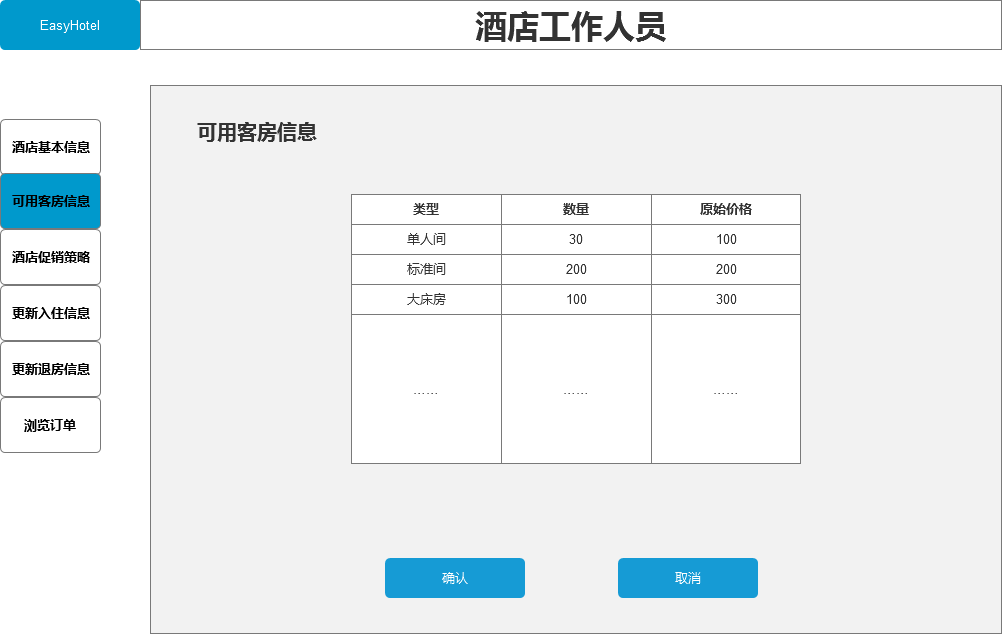 EasyHotel
酒店工作人员
酒店基本信息
可用客房信息
酒店促销策略
更新入住信息
更新退房信息
浏览订单
可用客房信息
类型 数量 原始价格
单人间 30 100
标准间 200 200
大床房 100 300
…… …… ……
确认 取消